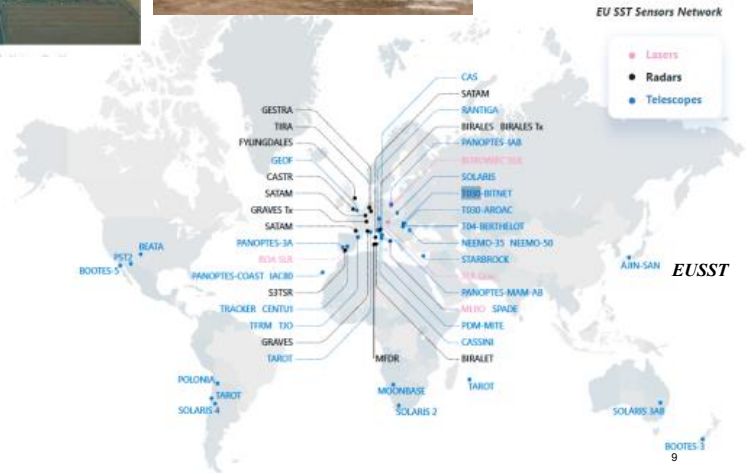 EU SST Sensors Network
Lasers
Radars
Telescopes
CAS
SATAM
RANTIGA
BIRALES BIRALES Tx
PANOPTES-IAB
SOLARIS
T030-BITNET
T030-AROAC
T04-BERTHELOT
NEEMO-35 NEEMO-50
STARBROCK
PANOPTES-MAM-AB
SPADE
PDM-MITE
CASSINI
BIRALET
GESTRA
TIRA
FYLINGDALES
GEOF
CASTR
SATAM
GRAVES Tx
SATAM
PANOPTES-3A
PANOPTES-COAST IAC80
S3TSR
TRACKER CENTU1
TFRM TJO
GRAVES
TAROT
MFDR
BEATA
PST2
BOOTES-5
AJIN-SAN
EUSST
POLONIA
TAROT
SOLARIS 4
MOONBASE
SOLARIS 2
TAROT
SOLARIS 3AB
BOOTES-3
9